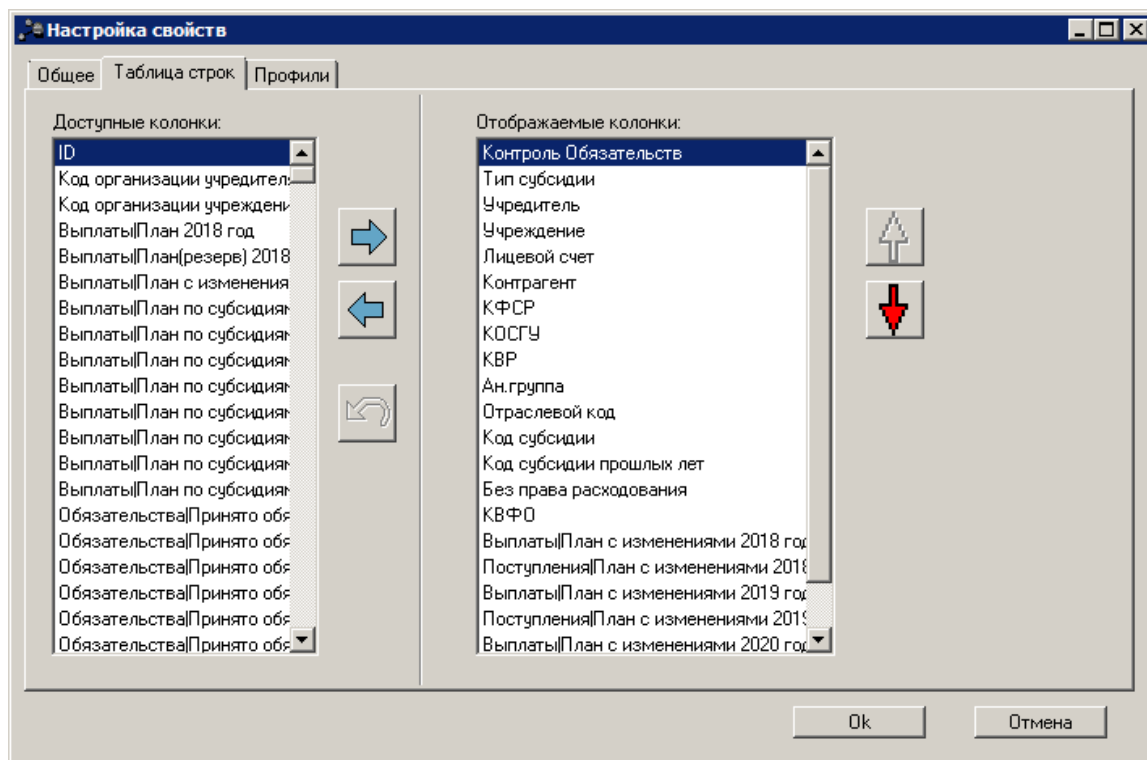 Настройка свойств
Общее
Таблица строк
Профили
Доступные колонки:
ID
Код организации учредител
Код организации учреждени
Выплаты|План 2018 год
Выплаты|План(резерв) 2018
Выплаты|План с изменения
Выплаты|План по субсидиям
Выплаты|План по субсидиям
Выплаты|План по субсидиям
Выплаты|План по субсидиям
Выплаты|План по субсидиям
Выплаты|План по субсидиям
Выплаты|План по субсидиям
Выплаты|План по субсидиям
Обязательства|Принято обя
Обязательства|Принято обя
Обязательства|Принято обя
Обязательства|Принято обя
Обязательства|Принято обя
Обязательства|Принято обя
Отображаемые колонки:
Контроль Обязательств
Тип субсидии
Учредитель
Учреждение
Лицевой счет
Контрагент
КФСР
КОСГУ
КВР
Ан.группа
Отраслевой код
Код субсидии
Код субсидии прошлых лет
Без права расходования
КВФО
Выплаты|План с изменениями 2018 год
Поступления|План с изменениями 2018
Выплаты|План с изменениями 2019 год
Поступления|План с изменениями 2019
Выплаты|План с изменениями 2020 год
Ok
Отмена